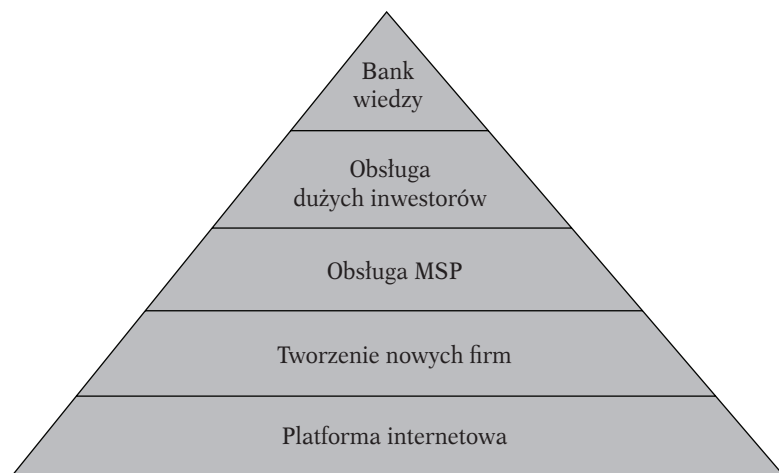 Bank
wiedzy
Obsługa
dużych inwestorów
Obsługa MSP
Tworzenie nowych firm
Platforma internetowa